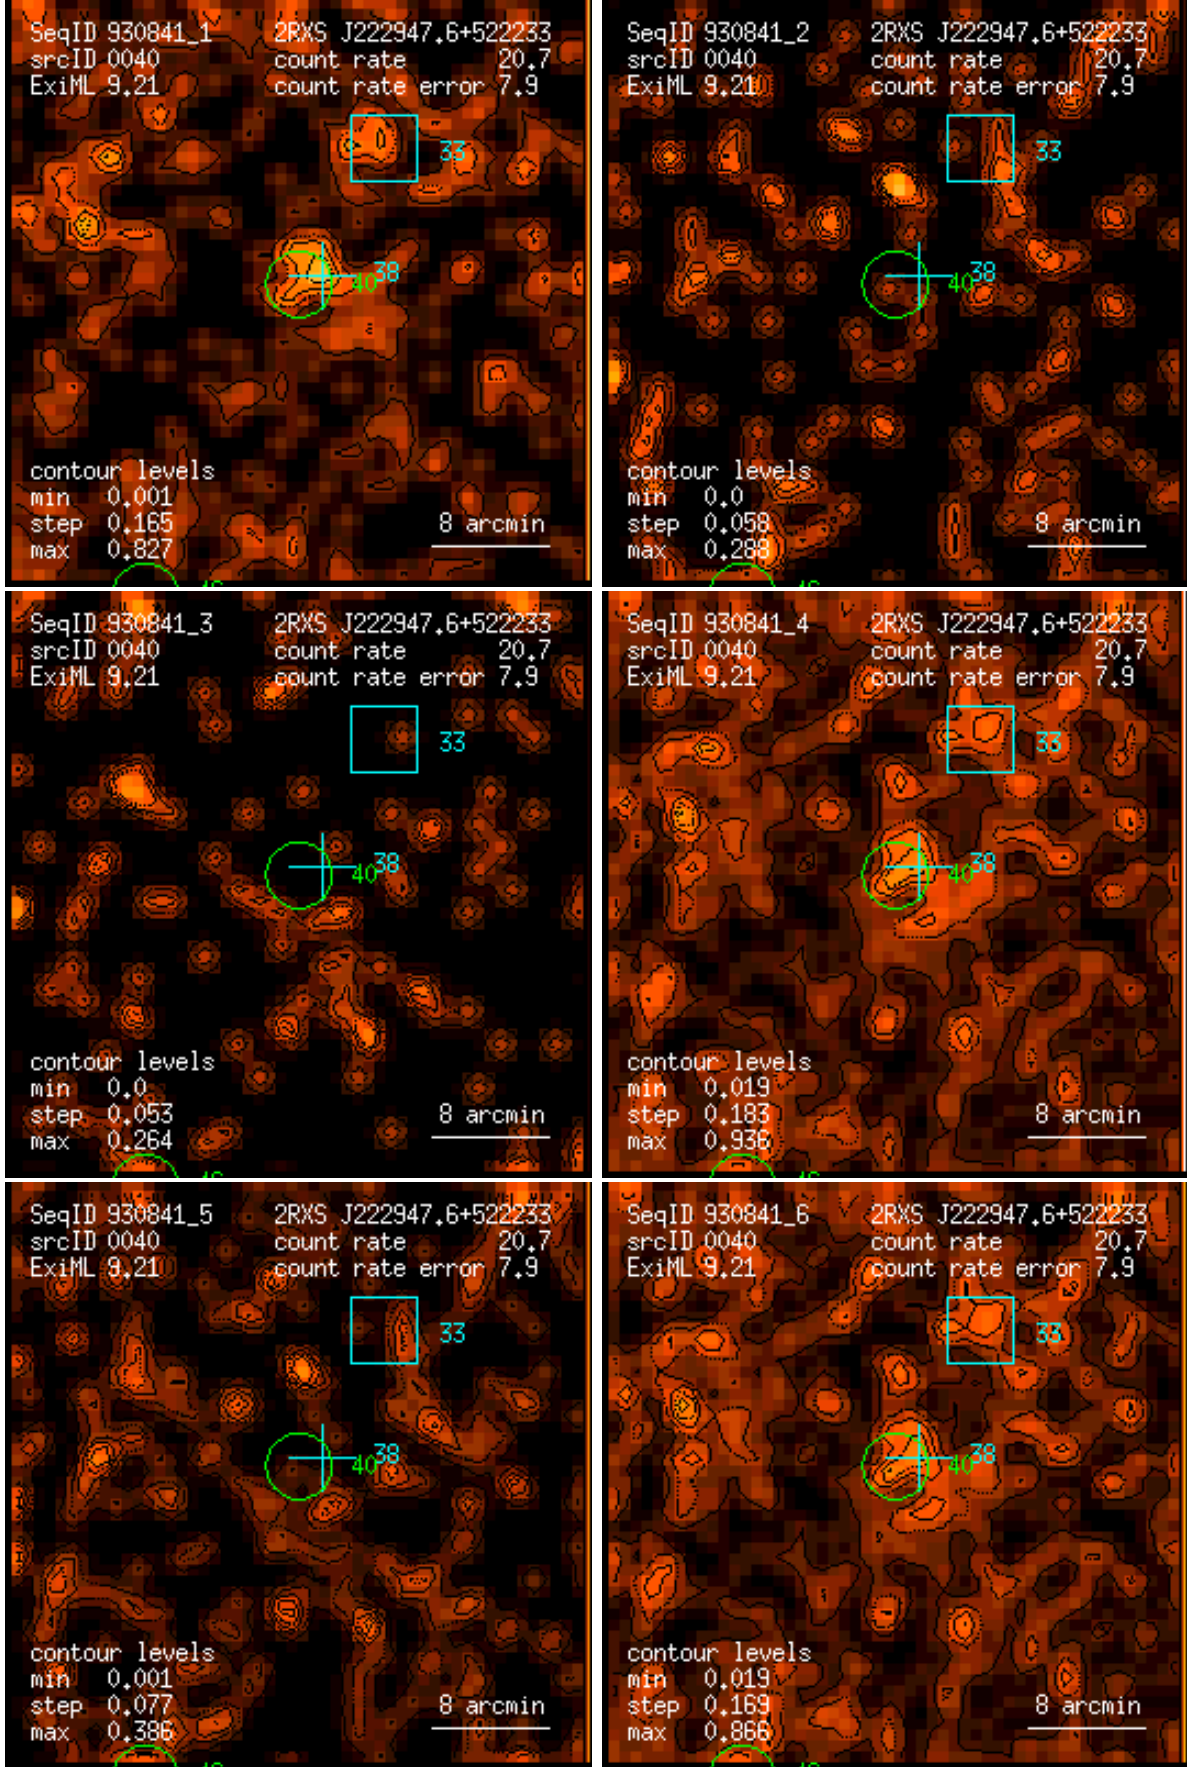 SeqID 930841_1 2RXS J222947.6+522233
srcID 0040 count rate 20.7
ExiML 9.21 count rate error 7.9
33
40 38
contour levels
min 0.001
step 0.165
max 0.827
8 arcmin
SeqID 930841_2 2RXS J222947.6+522233
srcID 0040 count rate 20.7
ExiML 9.21 count rate error 7.9
33
40 38
contour levels
min 0.0
step 0.058
max 0.288
8 arcmin
SeqID 930841_3 2RXS J222947.6+522233
srcID 0040 count rate 20.7
ExiML 9.21 count rate error 7.9
33
40 38
contour levels
min 0.0
step 0.053
max 0.264
8 arcmin
SeqID 930841_4 2RXS J222947.6+522233
srcID 0040 count rate 20.7
ExiML 9.21 count rate error 7.9
33
40 38
contour levels
min 0.019
step 0.183
max 0.936
8 arcmin
SeqID 930841_5 2RXS J222947.6+522233
srcID 0040 count rate 20.7
ExiML 9.21 count rate error 7.9
33
40 38
contour levels
min 0.001
step 0.077
max 0.386
8 arcmin
SeqID 930841_6 2RXS J222947.6+522233
srcID 0040 count rate 20.7
ExiML 9.21 count rate error 7.9
33
40 38
contour levels
min 0.019
step 0.169
max 0.866
8 arcmin